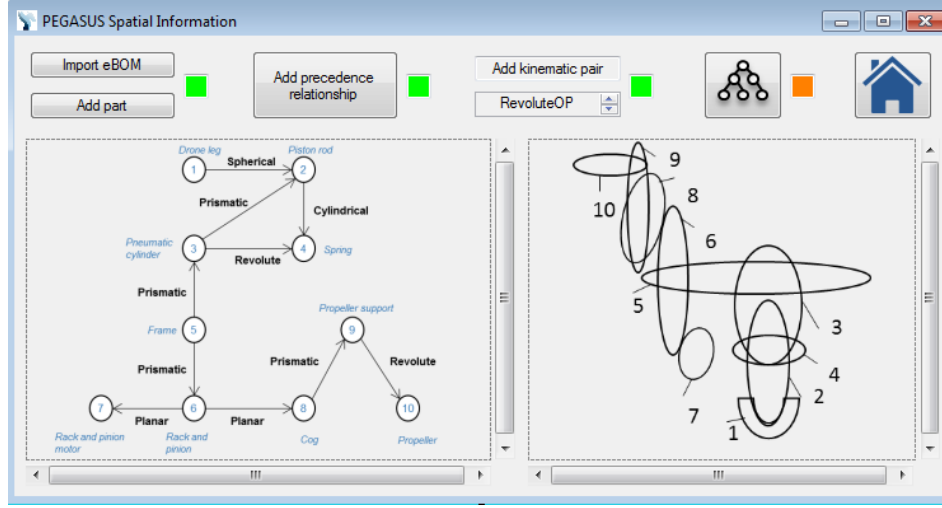 PEGASUS Spatial Information
Import eBOM
Add part
Add precedence
relationship
Add kinematic pair
RevoluteOP
Drone leg
Piston rod
1
Spherical
2
Prismatic
Cylindrical
Pneumatic
cylinder
3
Revolute
4
Spring
Prismatic
Propeller support
Frame
5
9
Prismatic
Prismatic
Revolute
7
Planar
6
Planar
8
10
Rack and pinion
motor
Rack and
pinion
Cog
Propeller
9
10
8
6
5
3
4
7
2
1